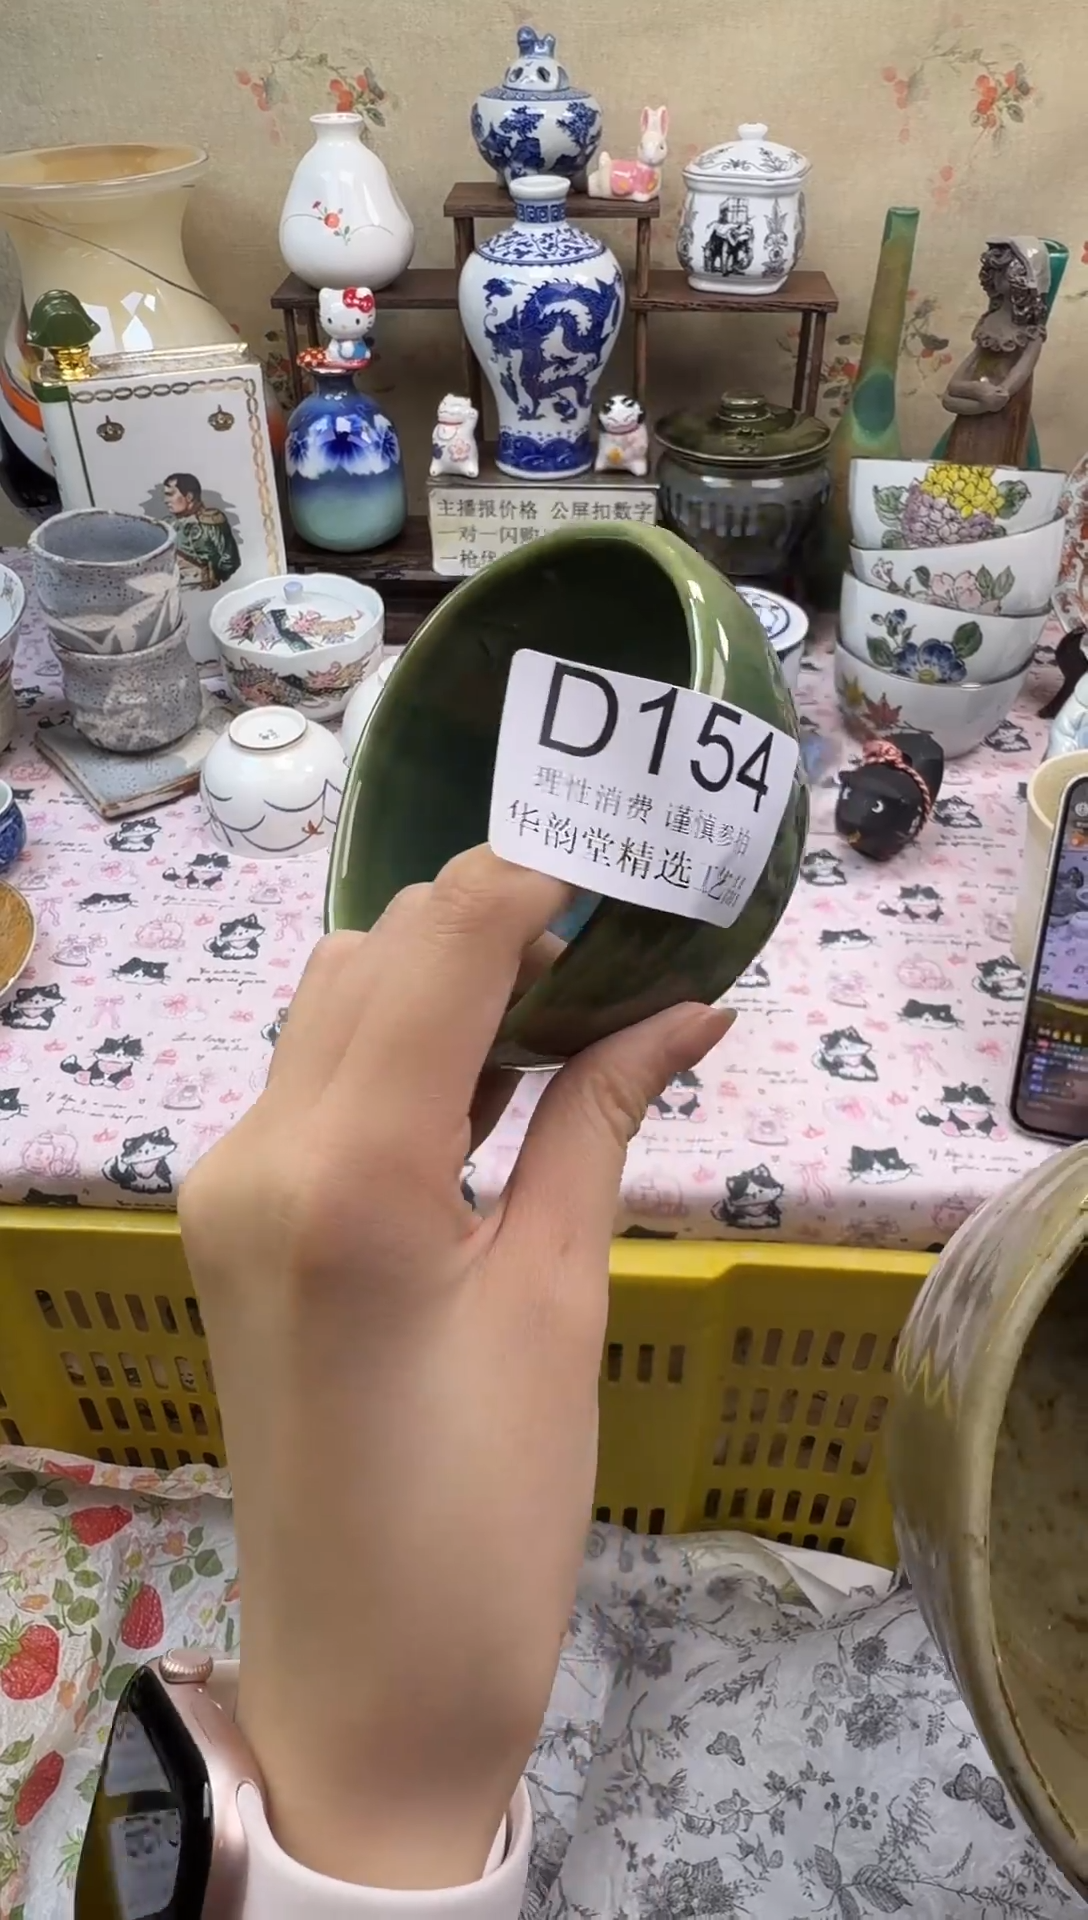 主播报价格 公屏扣数字
一对一闪购
D154
理性消费 谨慎参拍
华韵堂精选工艺品